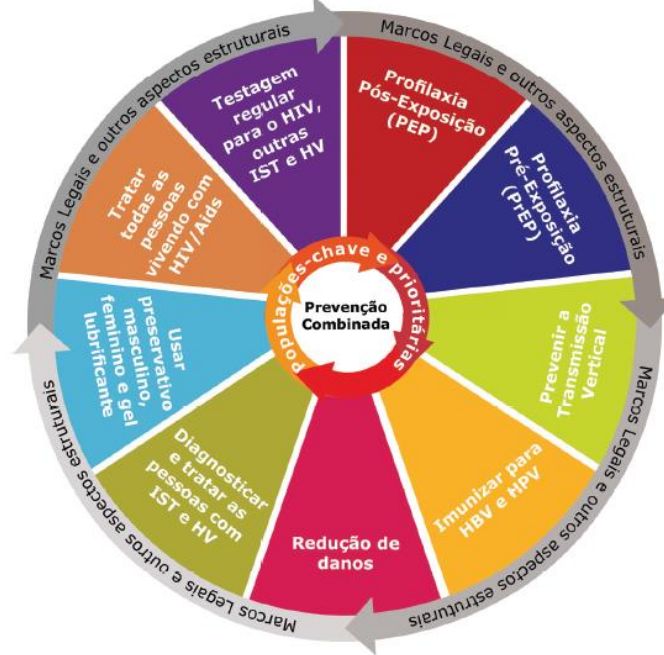 Marcos Legais e outros aspectos estruturais
Marcos Legais e outros aspectos estruturais
Marcos Legais e outros aspectos estruturais
Marcos Legais e outros aspectos estruturais
Profilaxia
Pós-Exposição
(PEP)
Profilaxia
Pré-Exposição
(PrEP)
Prevenir a
Transmissão
Vertical
Imunizar para
HBV e HPV
Redução de
danos
Diagnosticar
e tratar as
pessoas com
IST e HV
Usar
preservativo
masculino,
feminino e gel
lubrificante
Tratar
todas as
pessoas
vivendo com
HIV/Aids
Testagem
regular
para o HIV,
outras
IST e HV
Populações-chave e prioritárias
Prevenção
Combinada